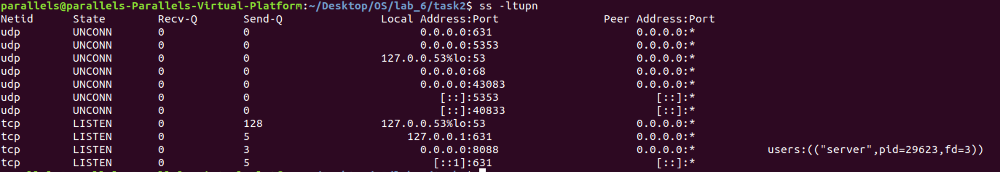 parallels@parallels-Parallels-Virtual-Platform:~/Desktop/OS/lab_6/task2$ ss -ltupn
Netid State Recv-Q Send-Q Local Address:Port Peer Address:Port
udp UNCONN 0 0 0.0.0.0:631 0.0.0.0:*
udp UNCONN 0 0 0.0.0.0:5353 0.0.0.0:*
udp UNCONN 0 0 127.0.0.53%lo:53 0.0.0.0:*
udp UNCONN 0 0 0.0.0.0:68 0.0.0.0:*
udp UNCONN 0 0 0.0.0.0:43083 0.0.0.0:*
udp UNCONN 0 0 [::]:5353 [::]:*
udp UNCONN 0 0 [::]:40833 [::]:*
tcp LISTEN 0 128 127.0.0.53%lo:53 0.0.0.0:*
tcp LISTEN 0 5 127.0.0.1:631 0.0.0.0:*
tcp LISTEN 0 3 0.0.0.0:8088 0.0.0.0:* users:(("server",pid=29623,fd=3))
tcp LISTEN 0 5 [::1]:631 [::]:*